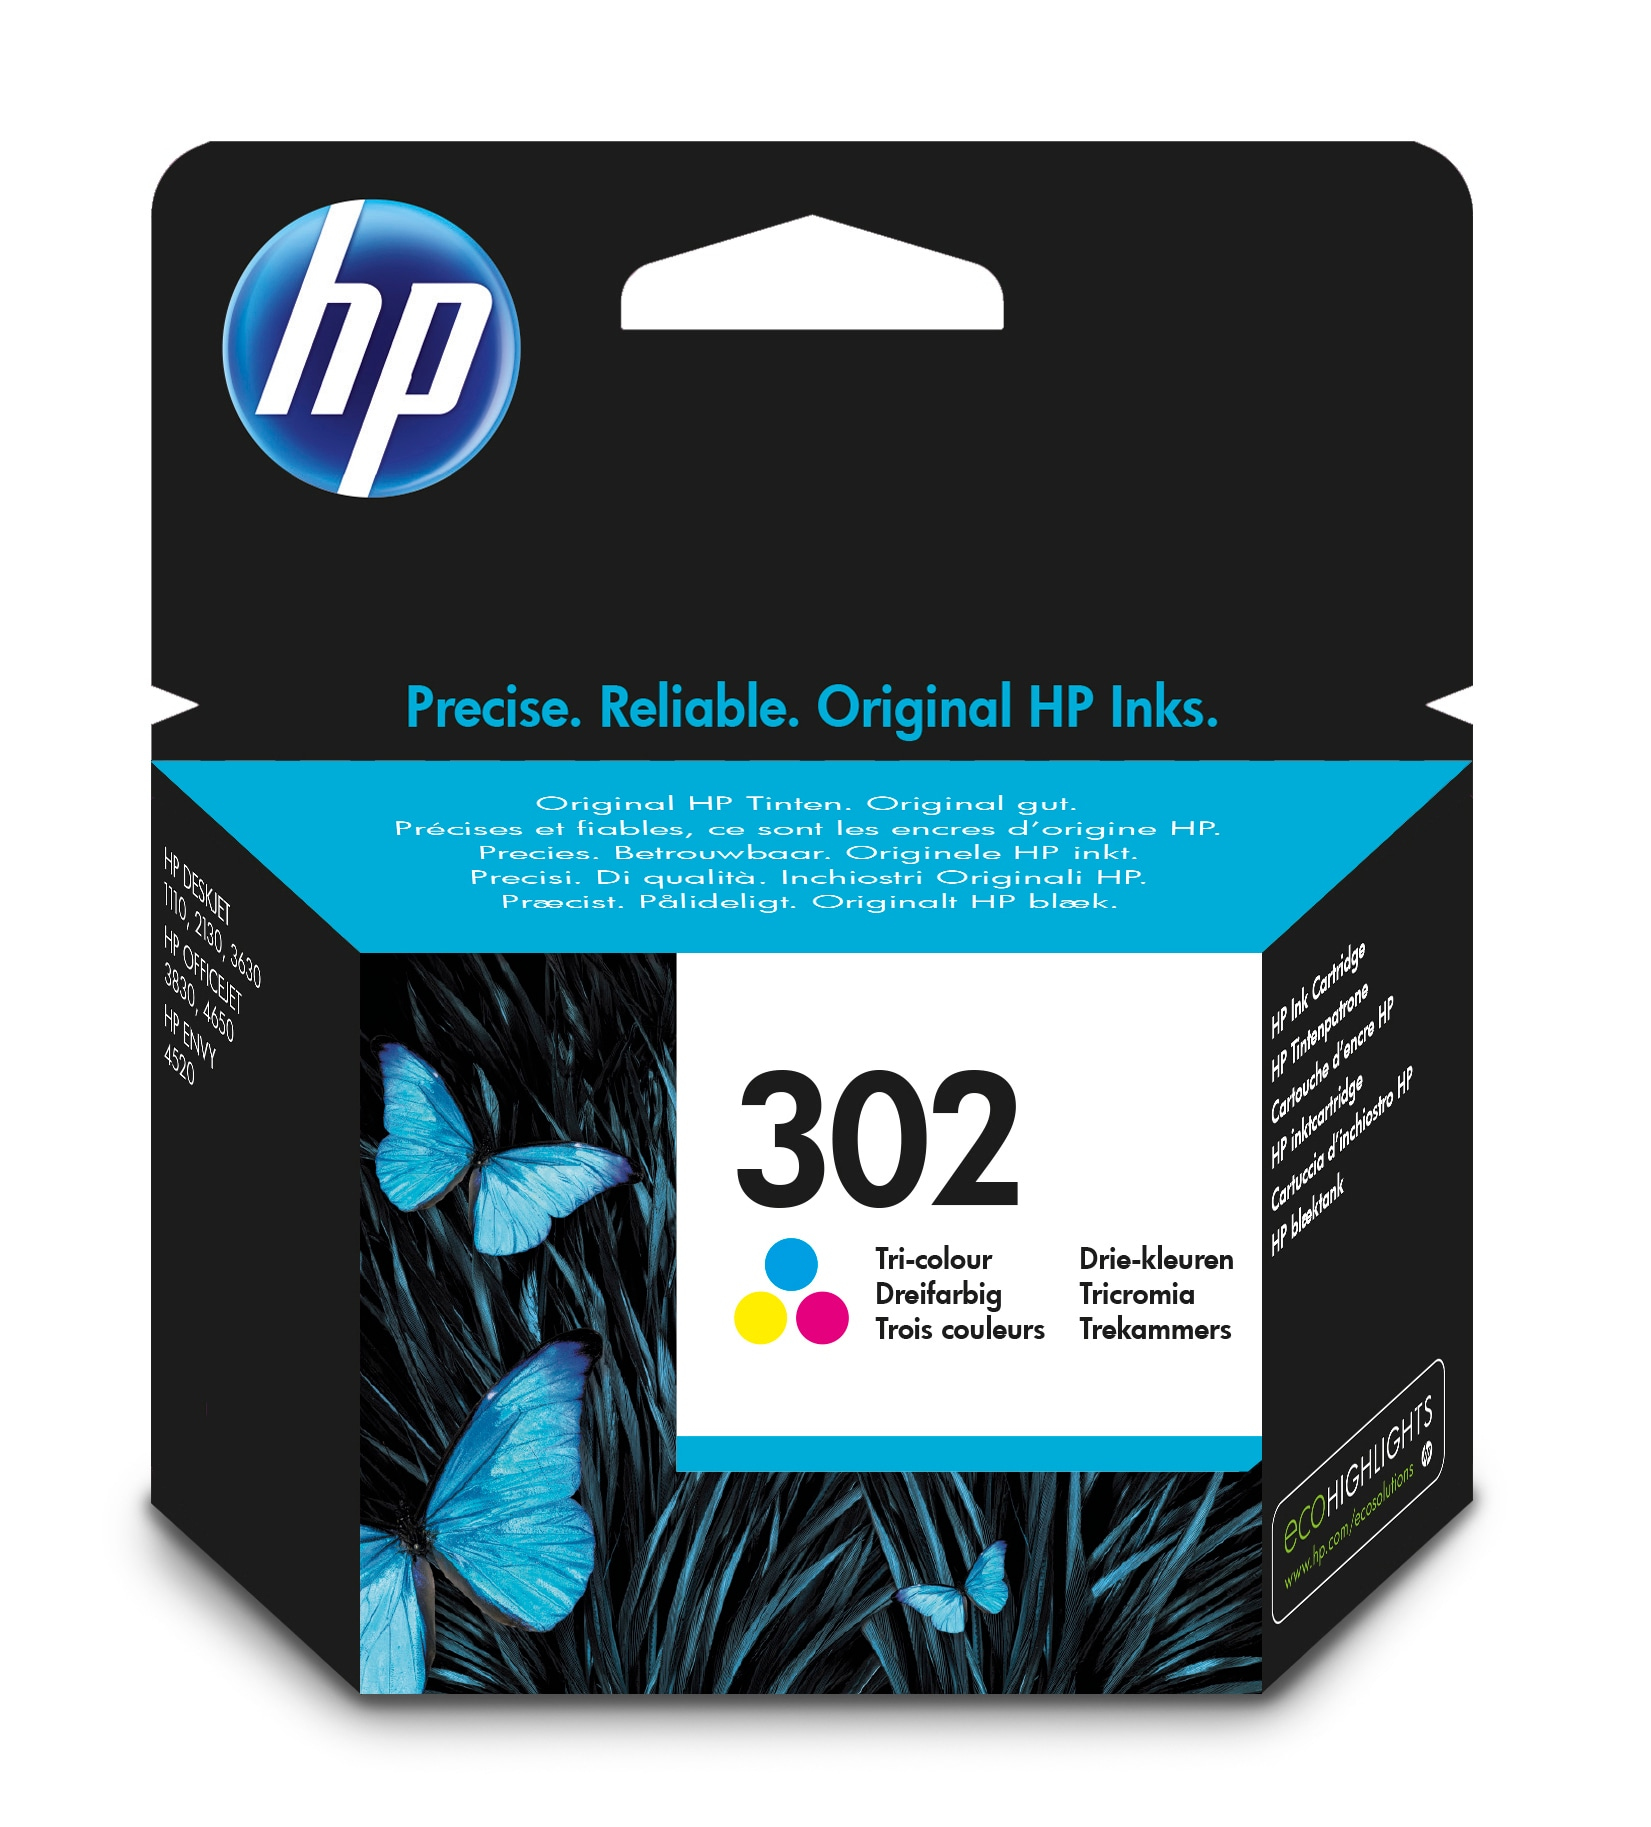 hp
Precise. Reliable. Original HP Inks.
Original HP Tinten. Original gut.
Précises et fiables, ce sont les encres d’origine HP.
Precies. Betrouwbaar. Originele HP inkt.
Precisi. Di qualità. Inchiostri Originali HP.
Præcist. Pålideligt. Originalt HP blæk.
HP DESKJET
1110, 2130, 3630
HP OFFICEJET
3830, 4650
HP ENVY
4520
302
Tri-colour
Dreifarbig
Trois couleurs
Drie-kleuren
Tricromia
Trekammers
HP Ink Cartridge
HP Tintenpatrone
Cartouche d’encre HP
HP inktcartridge
Cartuccia d’inchiostro HP
HP blæktank
ecoHIGHLIGHTS
www.hp.com/ecosolutions hp